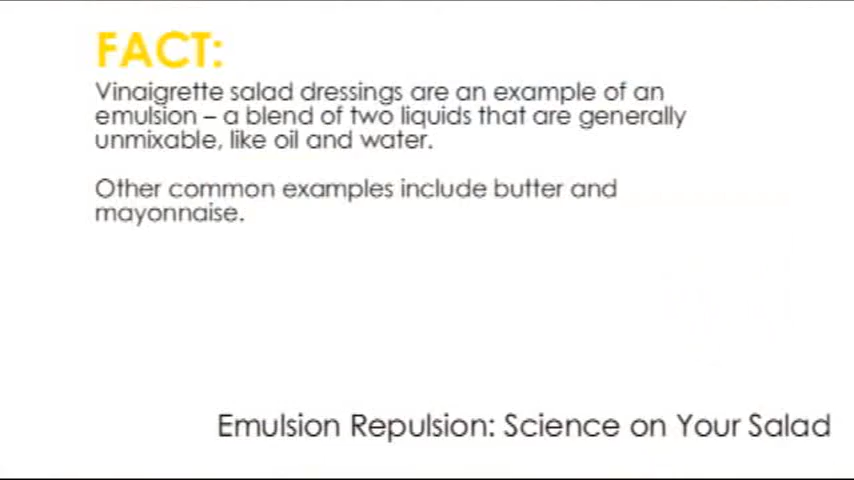 FACT:
Vinaigrette salad dressings are an example of an
emulsion – a blend of two liquids that are generally
unmixable, like oil and water.
Other common examples include butter and
mayonnaise.
Emulsion Repulsion: Science on Your Salad